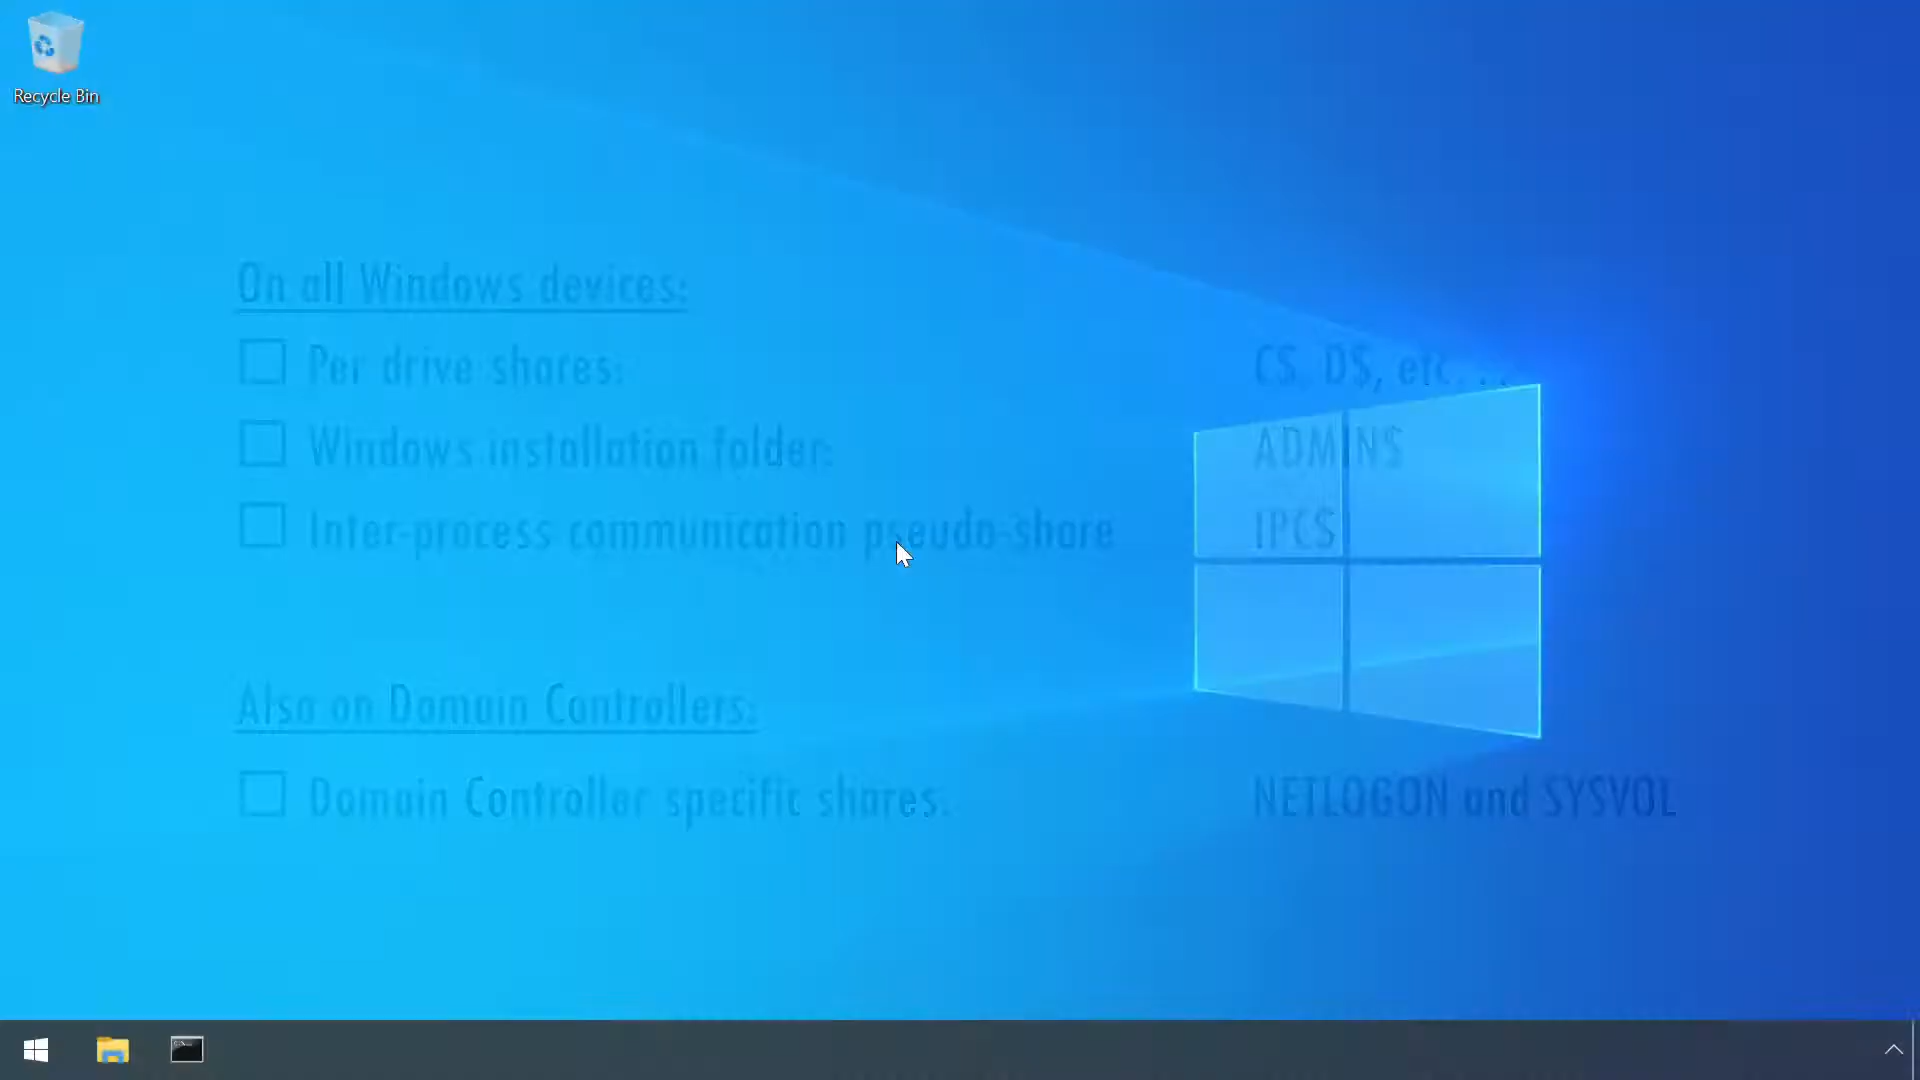 Recycle Bin
On all Windows devices:
Per drive shares: C$, D$, etc. . .
Windows installation folder: ADMIN$
Inter-process communication pseudo-share IPC$
Also on Domain Controllers:
Domain Controller specific shares: NETLOGON and SYSVOL